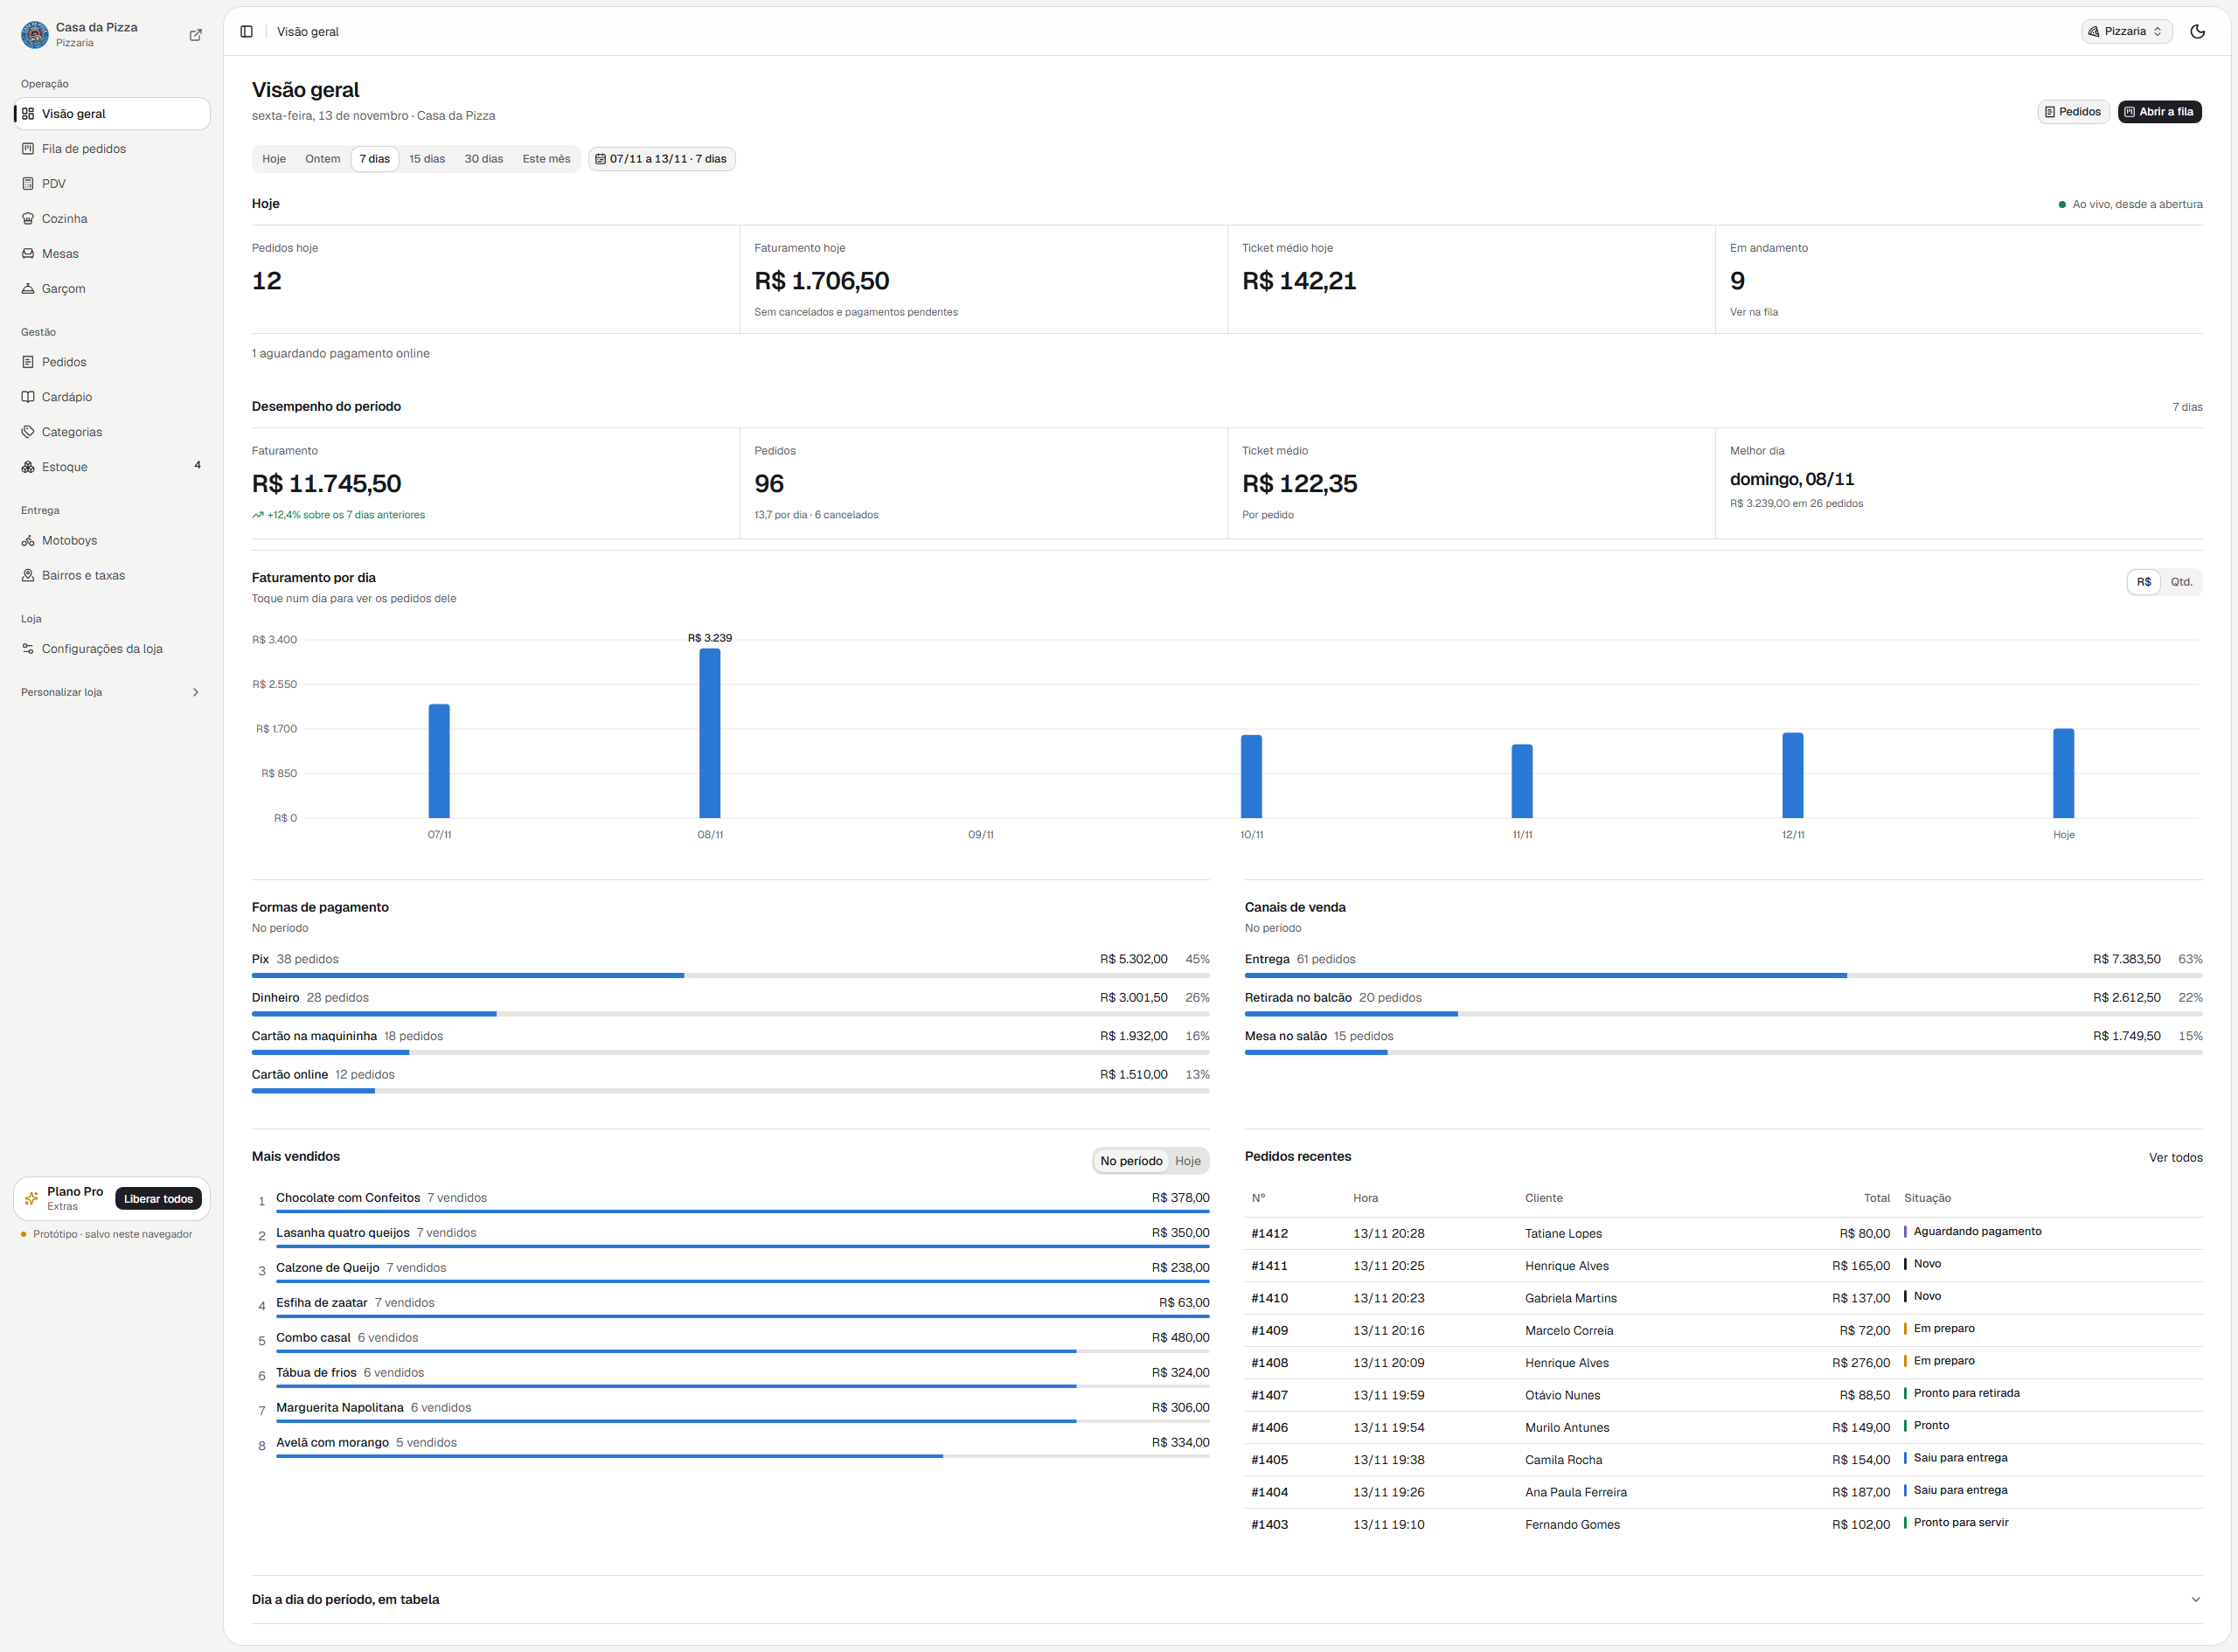 Casa da Pizza
Pizzaria
Operação
Visão geral
Fila de pedidos
PDV
Cozinha
Mesas
Garçom
Gestão
Pedidos
Cardápio
Categorias
Estoque 4
Entrega
Motoboys
Bairros e taxas
Loja
Configurações da loja
Personalizar loja
Plano Pro
Extras
Liberar todos
Protótipo · salvo neste navegador
Visão geral
Pizzaria
Visão geral
sexta-feira, 13 de novembro · Casa da Pizza
Pedidos
Abrir a fila
Hoje Ontem 7 dias 15 dias 30 dias Este mês 07/11 a 13/11 · 7 dias
Hoje
Ao vivo, desde a abertura
Pedidos hoje
12
Faturamento hoje
R$ 1.706,50
Sem cancelados e pagamentos pendentes
Ticket médio hoje
R$ 142,21
Em andamento
9
Ver na fila
1 aguardando pagamento online
Desempenho do período
7 dias
Faturamento
R$ 11.745,50
+12,4% sobre os 7 dias anteriores
Pedidos
96
13,7 por dia · 6 cancelados
Ticket médio
R$ 122,35
Por pedido
Melhor dia
domingo, 08/11
R$ 3.239,00 em 26 pedidos
Faturamento por dia
Toque num dia para ver os pedidos dele
R$ Qtd.
R$ 3.239
R$ 3.400
R$ 2.550
R$ 1.700
R$ 850
R$ 0
07/11 08/11 09/11 10/11 11/11 12/11 Hoje
Formas de pagamento
No período
Pix 38 pedidos R$ 5.302,00 45%
Dinheiro 28 pedidos R$ 3.001,50 26%
Cartão na maquininha 18 pedidos R$ 1.932,00 16%
Cartão online 12 pedidos R$ 1.510,00 13%
Canais de venda
No período
Entrega 61 pedidos R$ 7.383,50 63%
Retirada no balcão 20 pedidos R$ 2.612,50 22%
Mesa no salão 15 pedidos R$ 1.749,50 15%
Mais vendidos
No período Hoje
1 Chocolate com Confeitos 7 vendidos R$ 378,00
2 Lasanha quatro queijos 7 vendidos R$ 350,00
3 Calzone de Queijo 7 vendidos R$ 238,00
4 Esfiha de zaatar 7 vendidos R$ 63,00
5 Combo casal 6 vendidos R$ 480,00
6 Tábua de frios 6 vendidos R$ 324,00
7 Marguerita Napolitana 6 vendidos R$ 306,00
8 Avelã com morango 5 vendidos R$ 334,00
Pedidos recentes
Ver todos
Nº Hora Cliente Total Situação
#1412 13/11 20:28 Tatiane Lopes R$ 80,00 Aguardando pagamento
#1411 13/11 20:25 Henrique Alves R$ 165,00 Novo
#1410 13/11 20:23 Gabriela Martins R$ 137,00 Novo
#1409 13/11 20:16 Marcelo Correia R$ 72,00 Em preparo
#1408 13/11 20:09 Henrique Alves R$ 276,00 Em preparo
#1407 13/11 19:59 Otávio Nunes R$ 88,50 Pronto para retirada
#1406 13/11 19:54 Murilo Antunes R$ 149,00 Pronto
#1405 13/11 19:38 Camila Rocha R$ 154,00 Saiu para entrega
#1404 13/11 19:26 Ana Paula Ferreira R$ 187,00 Saiu para entrega
#1403 13/11 19:10 Fernando Gomes R$ 102,00 Pronto para servir
Dia a dia do período, em tabela